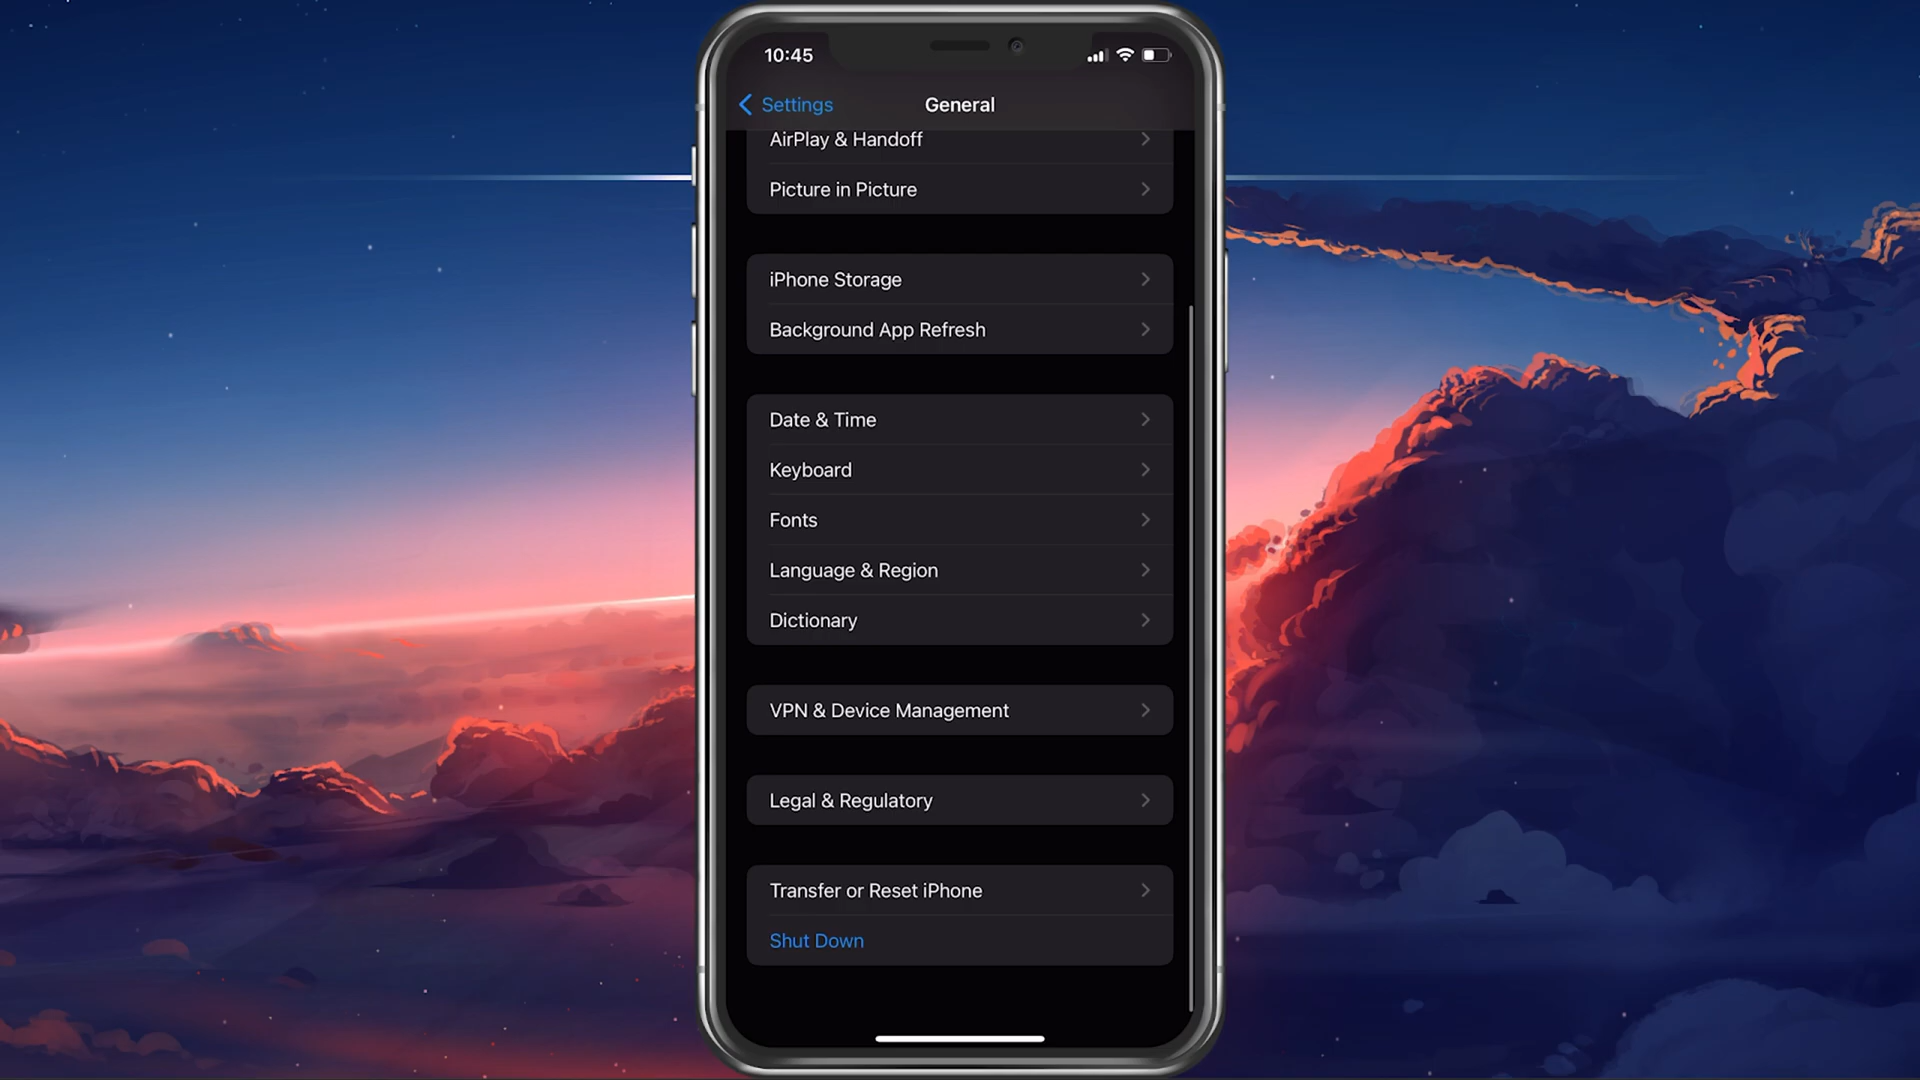 10:45
Settings
General
AirPlay & Handoff
Picture in Picture
iPhone Storage
Background App Refresh
Date & Time
Keyboard
Fonts
Language & Region
Dictionary
VPN & Device Management
Legal & Regulatory
Transfer or Reset iPhone
Shut Down